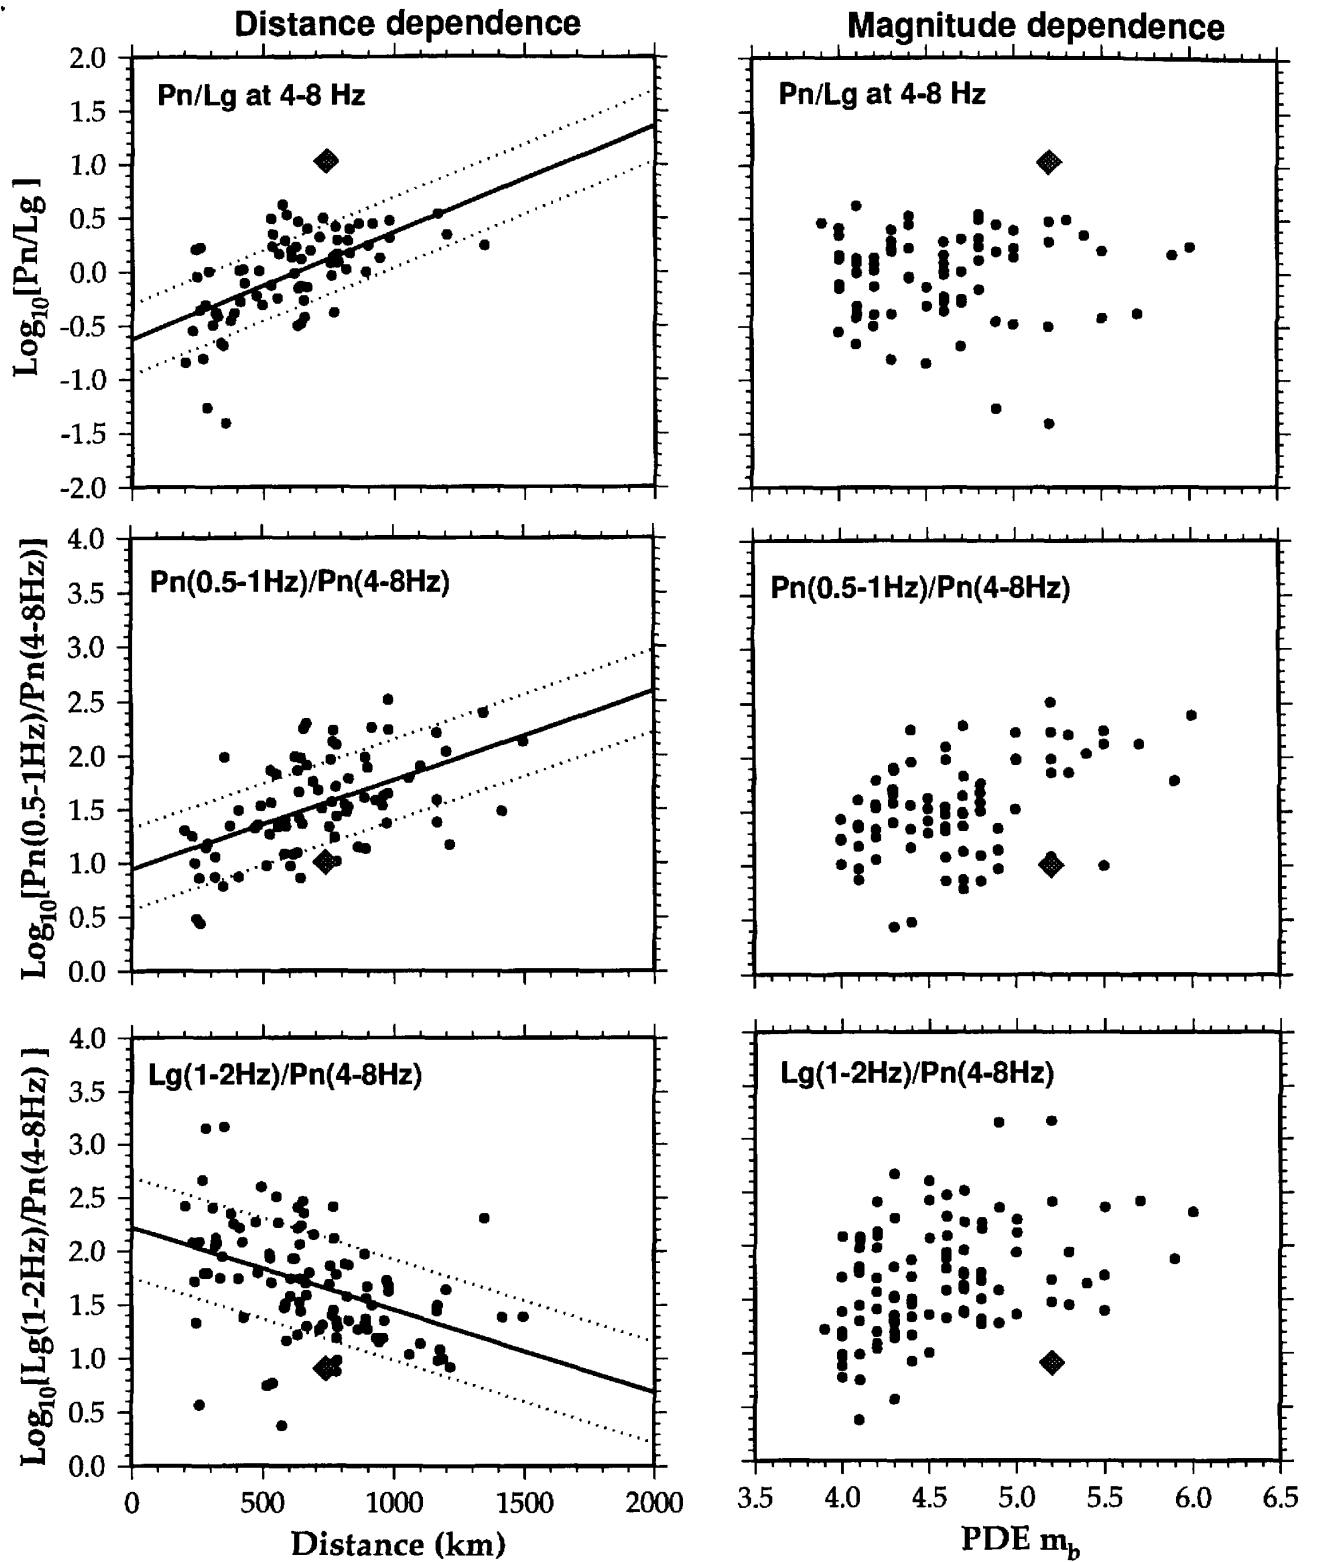 Distance dependence
Magnitude dependence
Log10[Pn/Lg ]
2.0
1.5
1.0
0.5
0.0
-0.5
-1.0
-1.5
-2.0
Pn/Lg at 4-8 Hz
Pn/Lg at 4-8 Hz
Log10[Pn(0.5-1Hz)/Pn(4-8Hz)]
4.0
3.5
3.0
2.5
2.0
1.5
1.0
0.5
0.0
Pn(0.5-1Hz)/Pn(4-8Hz)
Pn(0.5-1Hz)/Pn(4-8Hz)
Log10[Lg(1-2Hz)/Pn(4-8Hz) ]
4.0
3.5
3.0
2.5
2.0
1.5
1.0
0.5
0.0
Lg(1-2Hz)/Pn(4-8Hz)
Lg(1-2Hz)/Pn(4-8Hz)
0 500 1000 1500 2000
3.5 4.0 4.5 5.0 5.5 6.0 6.5
Distance (km)
PDE mb